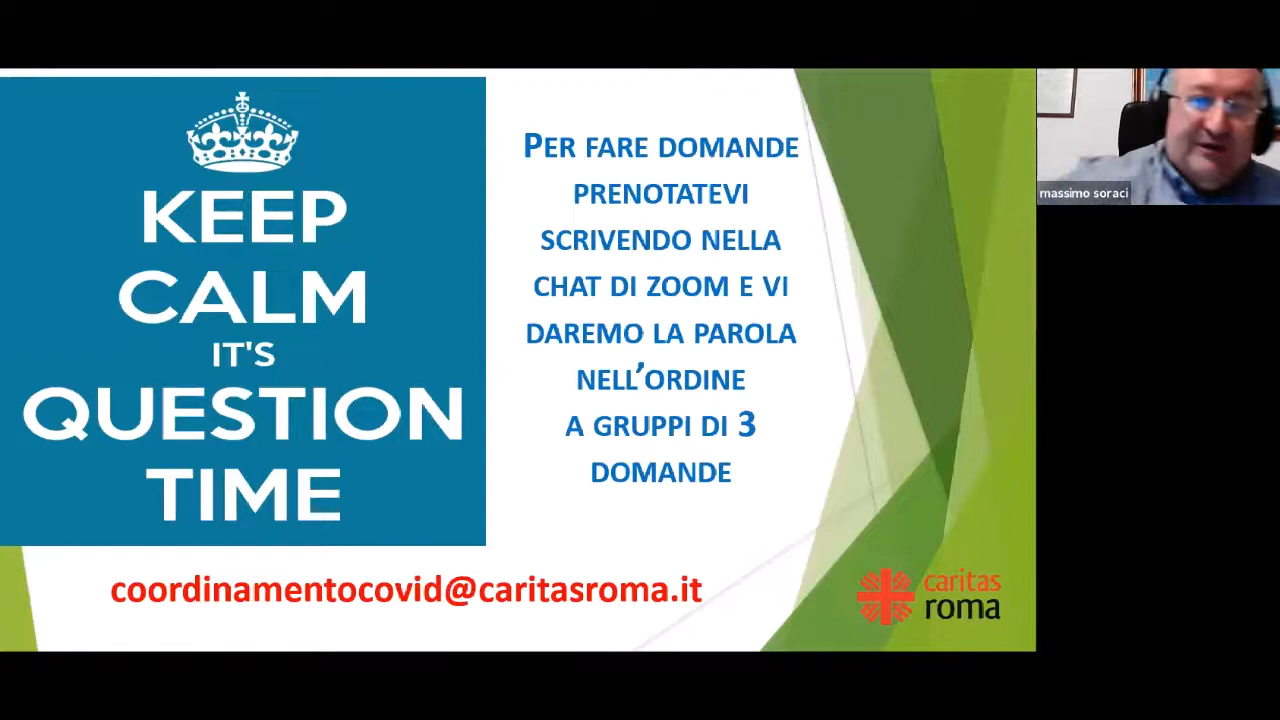 KEEP
CALM
IT'S
QUESTION
TIME
PER FARE DOMANDE
PRENOTATEVI
SCRIVENDO NELLA
CHAT DI ZOOM E VI
DAREMO LA PAROLA
NELL'ORDINE
A GRUPPI DI 3
DOMANDE
coordinamentocovid@caritasroma.it
caritas
roma
massimo soraci